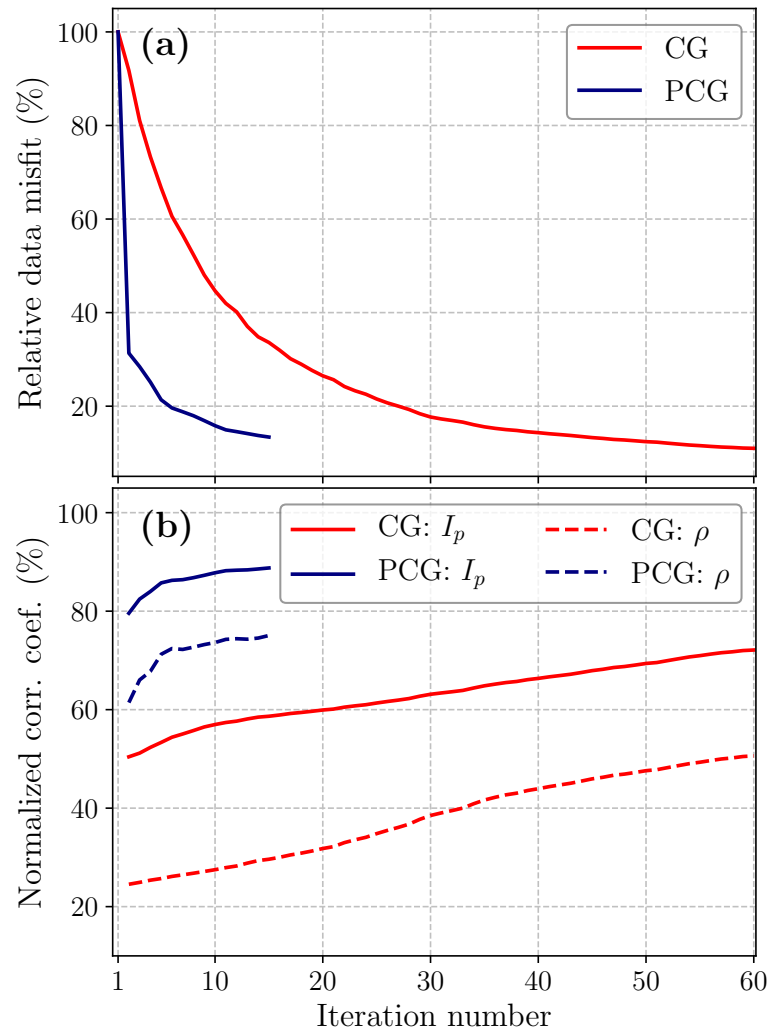 (a)
CG
PCG
Relative data misfit (%)
100
80
60
40
20
(b)
CG: I_p
PCG: I_p
CG: ρ
PCG: ρ
Normalized corr. coef. (%)
100
80
60
40
20
1 10 20 30 40 50 60
Iteration number